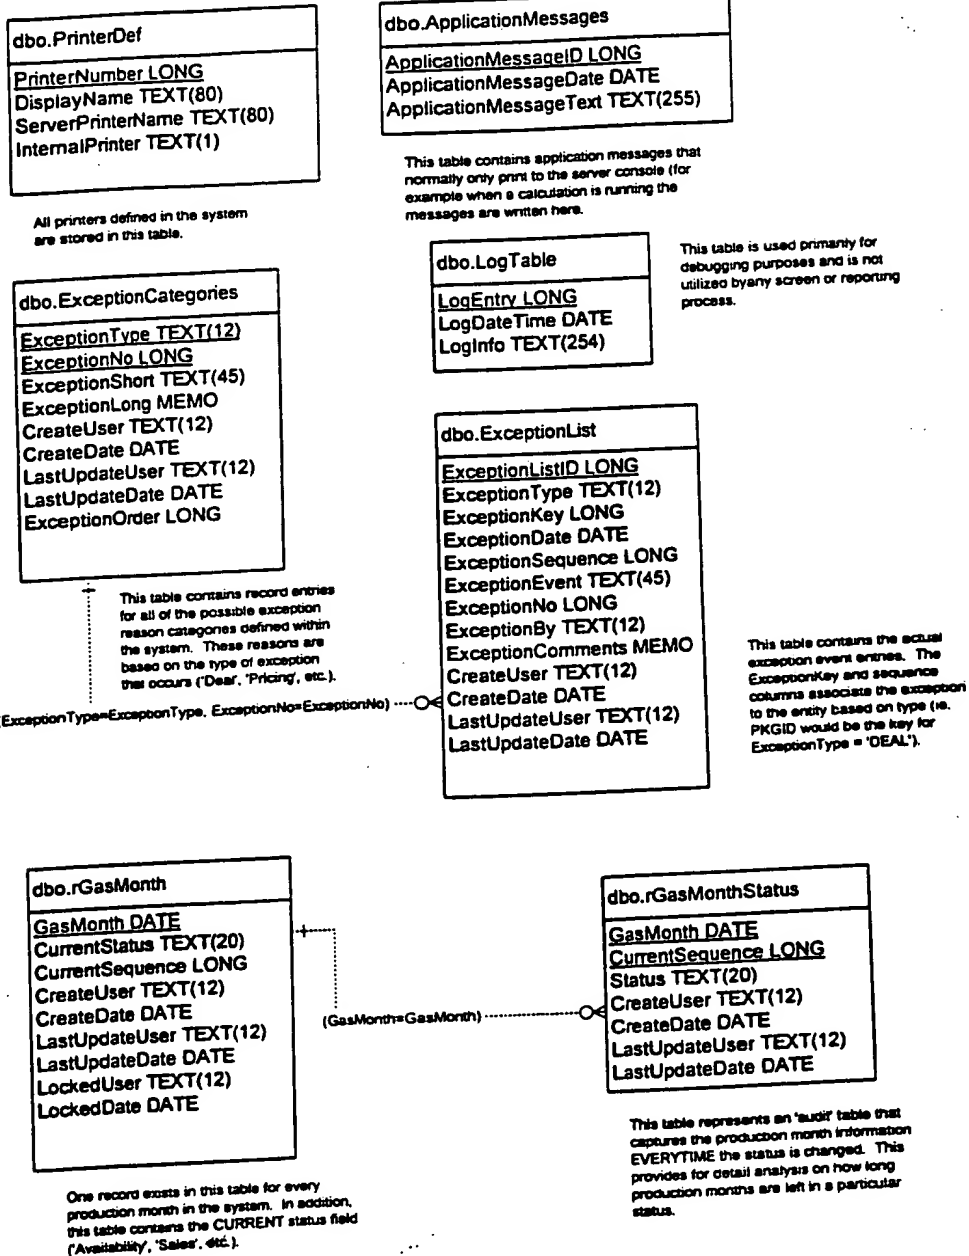 dbo.PrinterDef
PrinterNumber LONG
DisplayName TEXT(80)
ServerPrinterName TEXT(80)
InternalPrinter TEXT(1)
All printers defined in the system
are stored in this table.
dbo.ApplicationMessages
ApplicationMessageID LONG
ApplicationMessageDate DATE
ApplicationMessageText TEXT(255)
This table contains application messages that
normally only print to the server console (for
example when a calculation is running the
messages are written here.
dbo.LogTable
LogEntry LONG
LogDateTime DATE
LogInfo TEXT(254)
This table is used primarily for
debugging purposes and is not
utilized byany screen or reporting
process.
dbo.ExceptionCategories
ExceptionType TEXT(12)
ExceptionNo LONG
ExceptionShort TEXT(45)
ExceptionLong MEMO
CreateUser TEXT(12)
CreateDate DATE
LastUpdateUser TEXT(12)
LastUpdateDate DATE
ExceptionOrder LONG
This table contains record entries
for all of the possible exception
reason categories defined within
the system. These reasons are
based on the type of exception
that occurs ('Deal', 'Pricing', etc.).
(ExceptionType=ExceptionType, ExceptionNo=ExceptionNo)
dbo.ExceptionList
ExceptionListID LONG
ExceptionType TEXT(12)
ExceptionKey LONG
ExceptionDate DATE
ExceptionSequence LONG
ExceptionEvent TEXT(45)
ExceptionNo LONG
ExceptionBy TEXT(12)
ExceptionComments MEMO
CreateUser TEXT(12)
CreateDate DATE
LastUpdateUser TEXT(12)
LastUpdateDate DATE
This table contains the actual
exception event entries. The
ExceptionKey and sequence
columns associate the exception
to the entity based on type (ie.
PKGID would be the key for
ExceptionType = 'DEAL').
dbo.rGasMonth
GasMonth DATE
CurrentStatus TEXT(20)
CurrentSequence LONG
CreateUser TEXT(12)
CreateDate DATE
LastUpdateUser TEXT(12)
LastUpdateDate DATE
LockedUser TEXT(12)
LockedDate DATE
One record exists in this table for every
production month in the system. In addition,
this table contains the CURRENT status field
('Availability', 'Sales', etc.).
(GasMonth=GasMonth)
dbo.rGasMonthStatus
GasMonth DATE
CurrentSequence LONG
Status TEXT(20)
CreateUser TEXT(12)
CreateDate DATE
LastUpdateUser TEXT(12)
LastUpdateDate DATE
This table represents an 'audit' table that
captures the production month information
EVERYTIME the status is changed. This
provides for detail analysis on how long
production months are left in a particular
status.